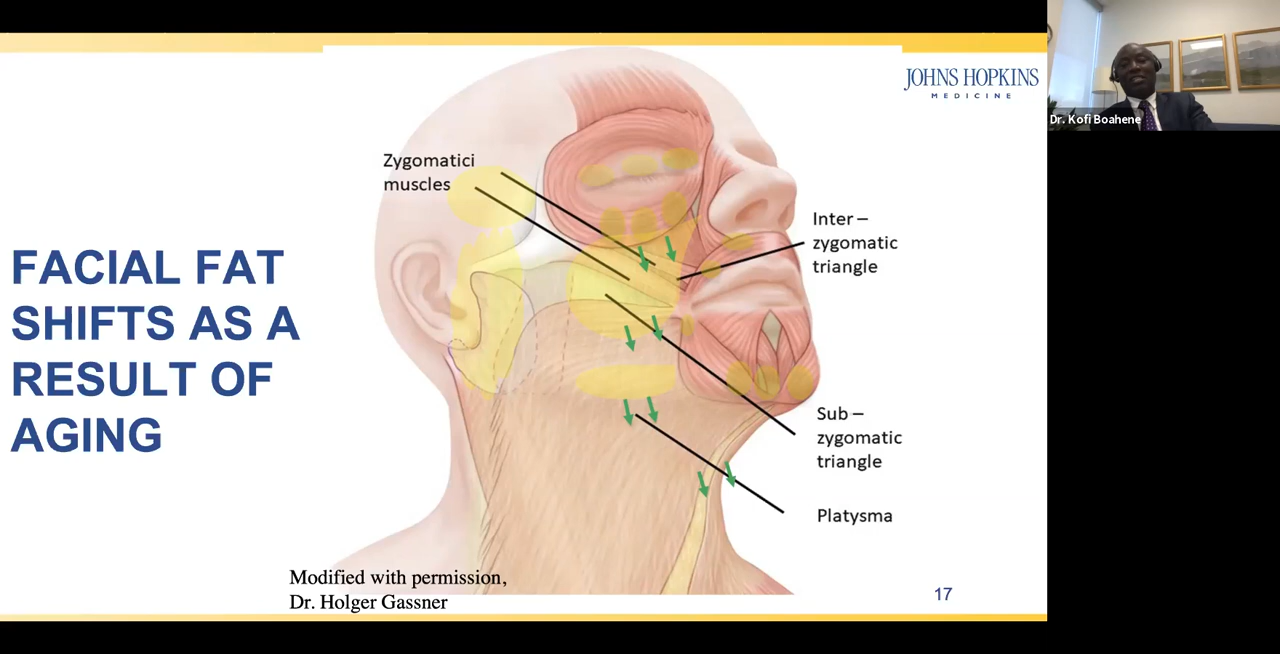 FACIAL FAT
SHIFTS AS A
RESULT OF
AGING
JOHNS HOPKINS
MEDICINE
Dr. Kofi Boahene
Zygomatici
muscles
Inter –
zygomatic
triangle
Sub –
zygomatic
triangle
Platysma
Modified with permission,
Dr. Holger Gassner
17